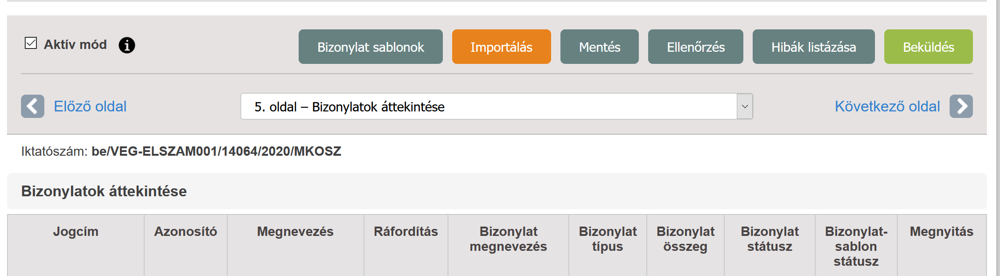 Aktív mód
Bizonylat sablonok
Importálás
Mentés
Ellenőrzés
Hibák listázása
Beküldés
Előző oldal
5. oldal – Bizonylatok áttekintése
Következő oldal
Iktatószám: be/VEG-ELSZAM001/14064/2020/MKOSZ
Bizonylatok áttekintése
Jogcím
Azonosító
Megnevezés
Ráfordítás
Bizonylat
megnevezés
Bizonylat
típus
Bizonylat
összeg
Bizonylat
státusz
Bizonylat-
sablon
státusz
Megnyitás